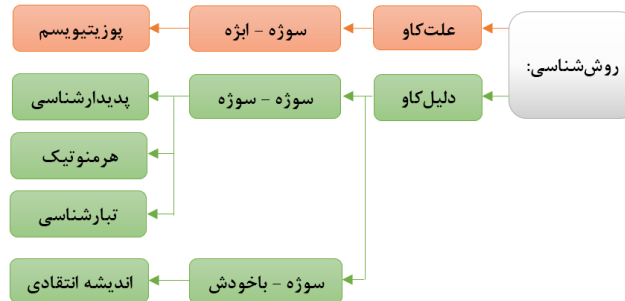 روش‌شناسی:
علت‌کاو
سوژه - ابژه
پوزیتیویسم
دلیل‌کاو
سوژه - سوژه
پدیدارشناسی
هرمنوتیک
تبارشناسی
سوژه - باخودش
اندیشه انتقادی